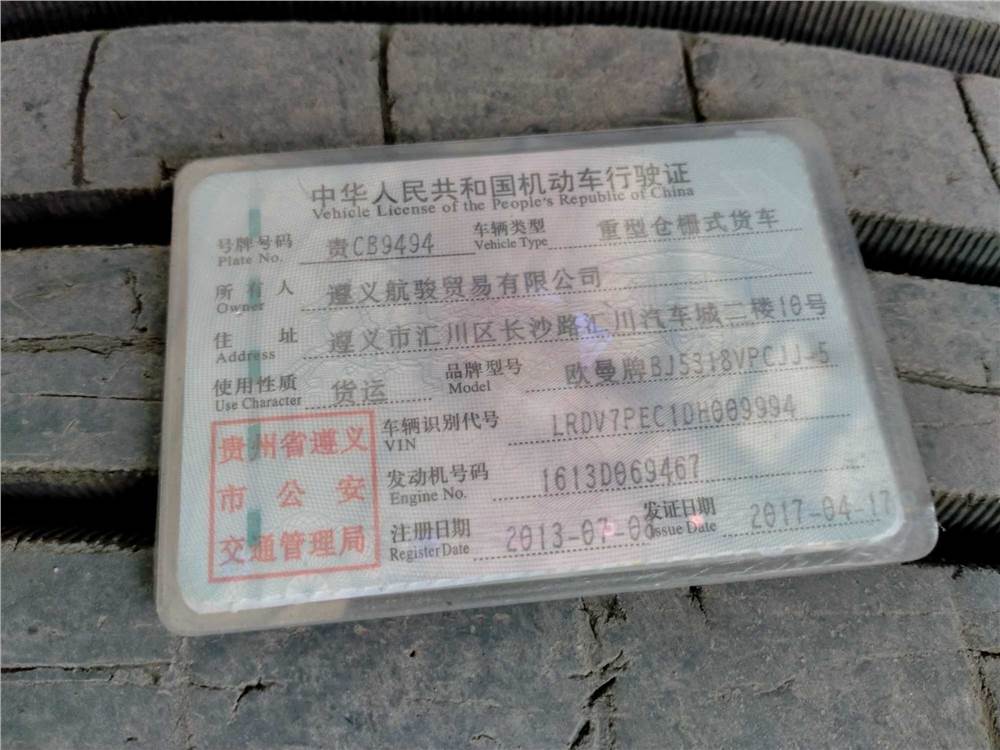 中华人民共和国机动车行驶证
Vehicle License of the People's Republic of China
号牌号码 贵CB9494 车辆类型 重型仓栅式货车
Plate No. Vehicle Type
所有人 遵义航骏贸易有限公司
Owner
住址 遵义市汇川区长沙路汇川汽车城二楼10号
Address
使用性质 货运 品牌型号 欧曼牌BJ5318VPCJJ-5
Use Character Model
贵州省遵义
市公安
交通管理局
车辆识别代号 LRDV7PEC1DH009994
VIN
发动机号码 1613D069467
Engine No.
注册日期 2013-07-0 发证日期 2017-04-17
Register Date Issue Date